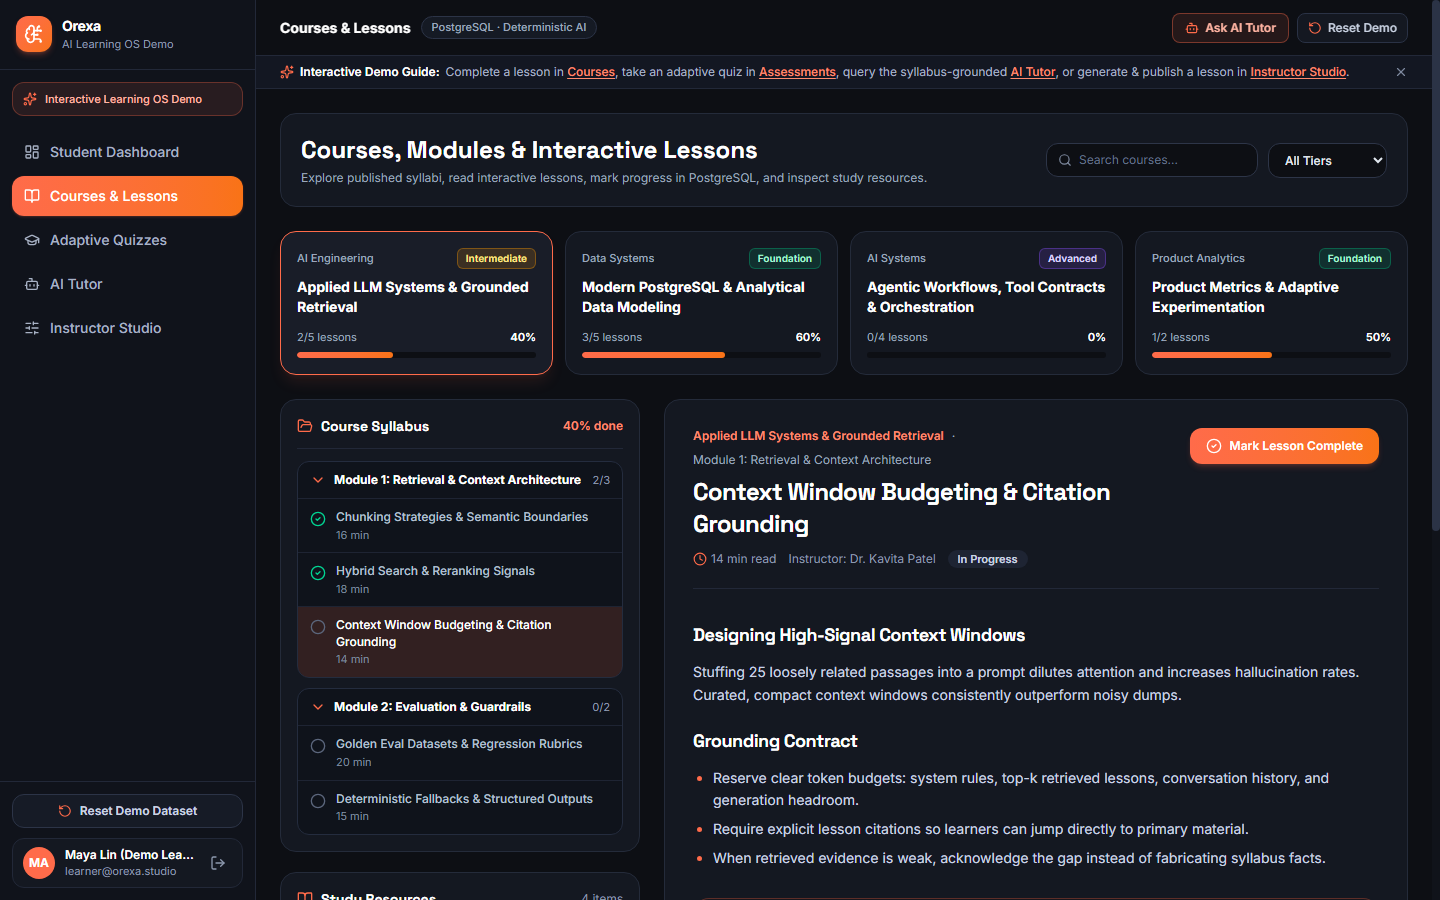 Orexa
AI Learning OS Demo
Interactive Learning OS Demo
Student Dashboard
Courses & Lessons
Adaptive Quizzes
AI Tutor
Instructor Studio
Reset Demo Dataset
MA
Maya Lin (Demo Lea...
learner@orexa.studio
Courses & Lessons
PostgreSQL · Deterministic AI
Ask AI Tutor
Reset Demo
Interactive Demo Guide: Complete a lesson in Courses, take an adaptive quiz in Assessments, query the syllabus-grounded AI Tutor, or generate & publish a lesson in Instructor Studio.
Courses, Modules & Interactive Lessons
Explore published syllabi, read interactive lessons, mark progress in PostgreSQL, and inspect study resources.
Search courses...
All Tiers
AI Engineering
Intermediate
Applied LLM Systems & Grounded
Retrieval
2/5 lessons
40%
Data Systems
Foundation
Modern PostgreSQL & Analytical
Data Modeling
3/5 lessons
60%
AI Systems
Advanced
Agentic Workflows, Tool Contracts
& Orchestration
0/4 lessons
0%
Product Analytics
Foundation
Product Metrics & Adaptive
Experimentation
1/2 lessons
50%
Course Syllabus
40% done
Module 1: Retrieval & Context Architecture
2/3
Chunking Strategies & Semantic Boundaries
16 min
Hybrid Search & Reranking Signals
18 min
Context Window Budgeting & Citation
Grounding
14 min
Module 2: Evaluation & Guardrails
0/2
Golden Eval Datasets & Regression Rubrics
20 min
Deterministic Fallbacks & Structured Outputs
15 min
Study Resources
4 items
Applied LLM Systems & Grounded Retrieval ·
Module 1: Retrieval & Context Architecture
Mark Lesson Complete
Context Window Budgeting & Citation
Grounding
14 min read
Instructor: Dr. Kavita Patel
In Progress
Designing High-Signal Context Windows
Stuffing 25 loosely related passages into a prompt dilutes attention and increases hallucination rates.
Curated, compact context windows consistently outperform noisy dumps.
Grounding Contract
• Reserve clear token budgets: system rules, top-k retrieved lessons, conversation history, and
generation headroom.
• Require explicit lesson citations so learners can jump directly to primary material.
• When retrieved evidence is weak, acknowledge the gap instead of fabricating syllabus facts.